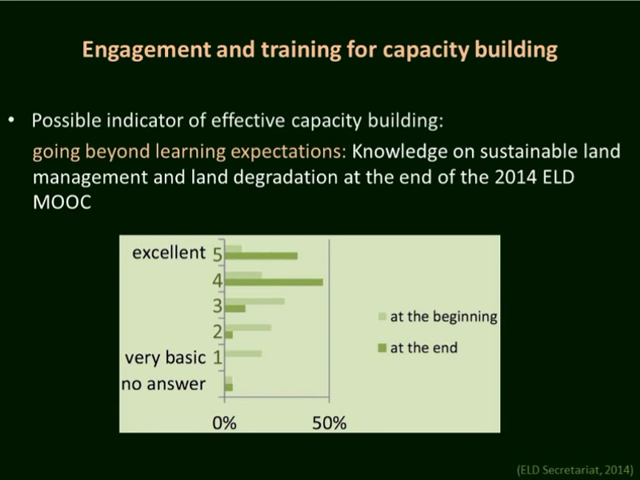 Engagement and training for capacity building
• Possible indicator of effective capacity building:
going beyond learning expectations: Knowledge on sustainable land
management and land degradation at the end of the 2014 ELD
MOOC
excellent 5
4
3
2
very basic 1
no answer
0% 50%
at the beginning
at the end
(ELD Secretariat, 2014)